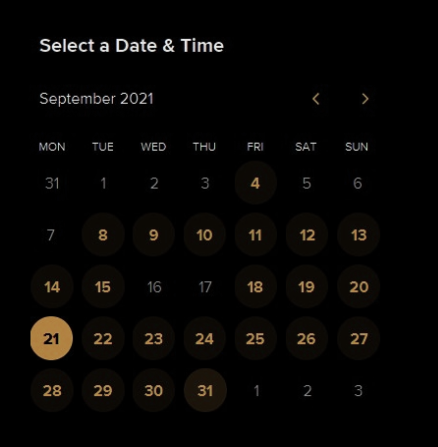 Select a Date & Time
September 2021
MON TUE WED THU FRI SAT SUN
31 1 2 3 4 5 6
7 8 9 10 11 12 13
14 15 16 17 18 19 20
21 22 23 24 25 26 27
28 29 30 31 1 2 3